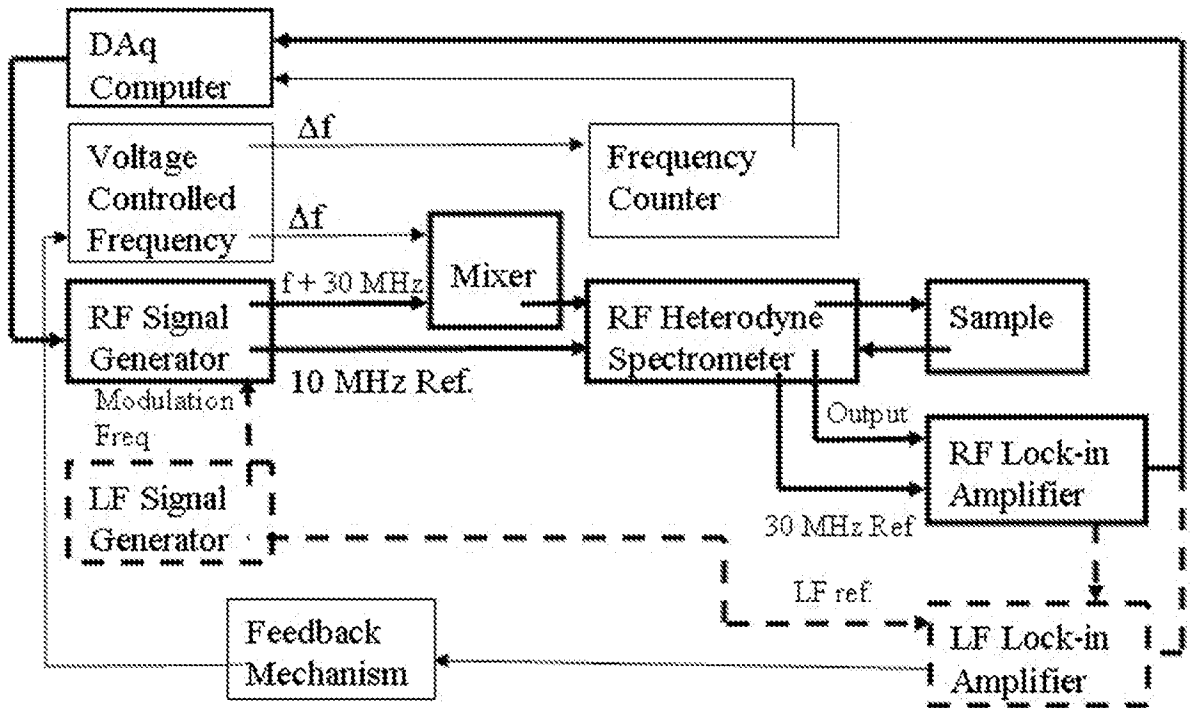 DAq
Computer
Δf
Voltage
Controlled
Frequency
Frequency
Counter
Δf
Mixer
f + 30 MHz
RF Signal
Generator
RF Heterodyne
Spectrometer
Sample
10 MHz Ref.
Modulation
Freq
Output
RF Lock-in
Amplifier
LF Signal
Generator
30 MHz Ref
LF ref.
Feedback
Mechanism
LF Lock-in
Amplifier